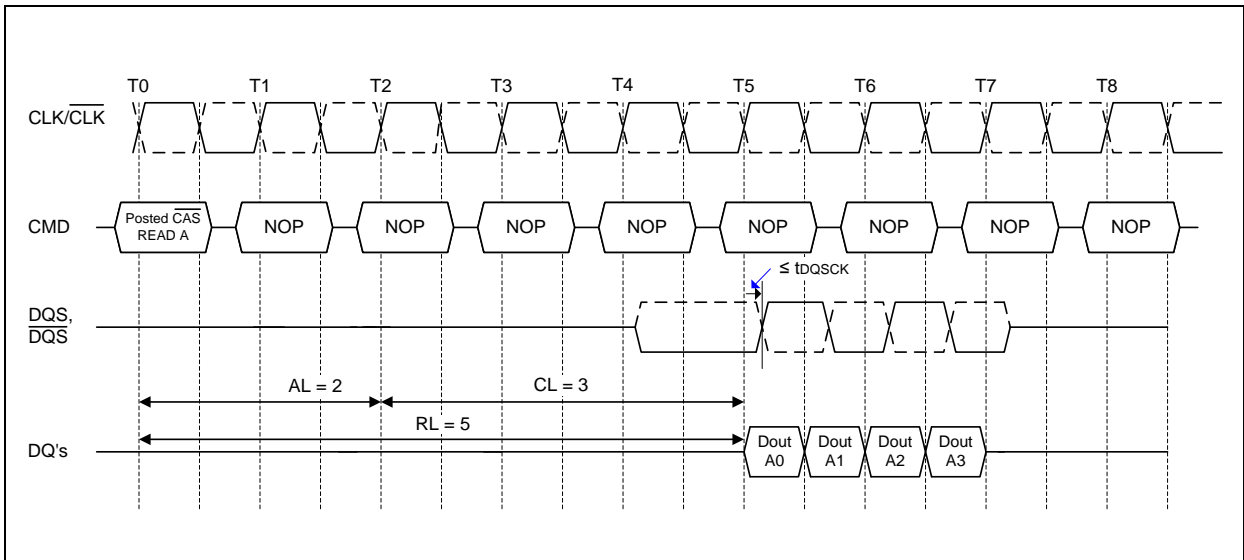 T0 T1 T2 T3 T4 T5 T6 T7 T8
CLK/CLK
CMD
Posted CAS
READ A
NOP NOP NOP NOP NOP NOP NOP NOP
≤ tDQSCK
DQS,
DQS
AL = 2 CL = 3
RL = 5
DQ's
Dout
A0
Dout
A1
Dout
A2
Dout
A3